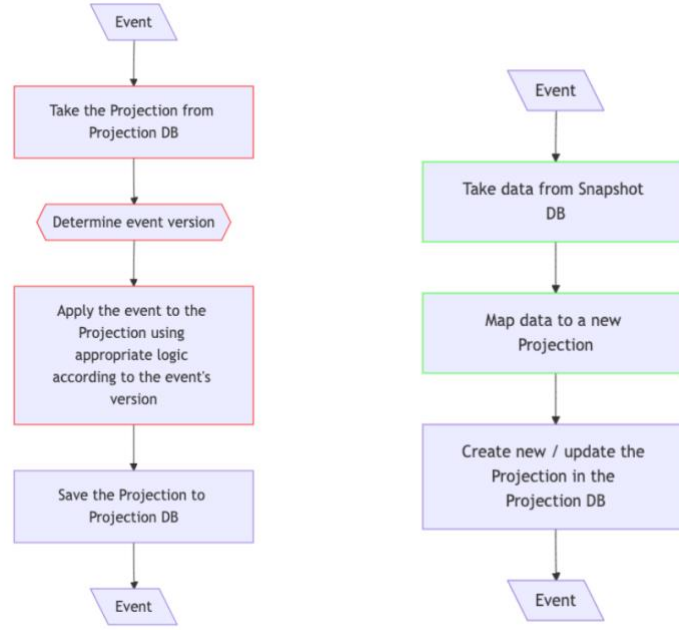 Event
Take the Projection from
Projection DB
Determine event version
Apply the event to the
Projection using
appropriate logic
according to the event's
version
Save the Projection to
Projection DB
Event
Event
Take data from Snapshot
DB
Map data to a new
Projection
Create new / update the
Projection in the
Projection DB
Event